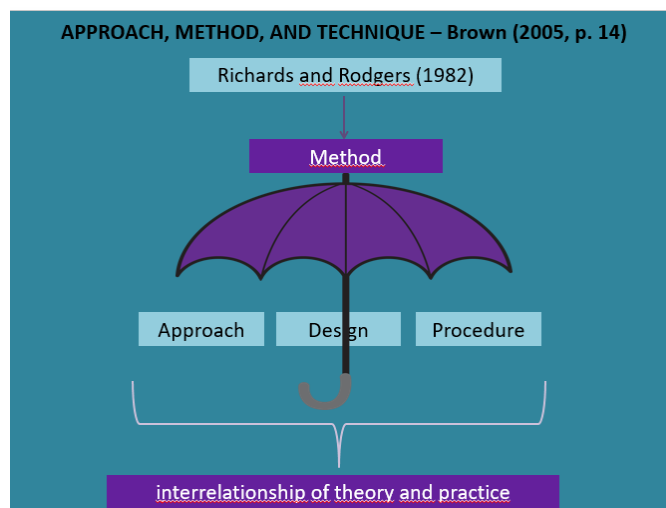 APPROACH, METHOD, AND TECHNIQUE – Brown (2005, p. 14)
Richards and Rodgers (1982)
Method
Approach
Design
Procedure
interrelationship of theory and practice